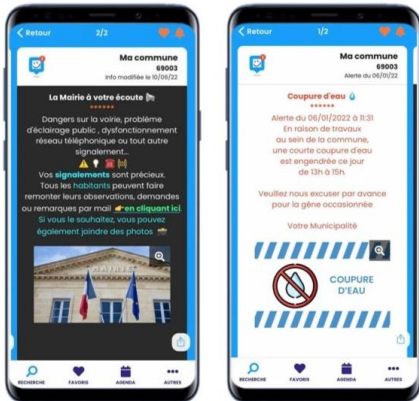 Retour 2/2
Ma commune
69003
Info modifiée le 10/06/22
La Mairie à votre écoute
******
Dangers sur la voirie, problème
d'éclairage public , dysfonctionnement
réseau téléphonique ou tout autre
signalement...
Vos signalements sont précieux.
Tous les habitants peuvent faire
remonter leurs observations, demandes
ou remarques par mail en cliquant ici.
Si vous le souhaitez, vous pouvez
également joindre des photos
MAIRIE
RECHERCHE FAVORIS AGENDA AUTRES
Retour 1/2
Ma commune
69003
Alerte du 06/01/22
Coupure d'eau
******
Alerte du 06/01/2022 à 11:31
En raison de travaux
au sein de la commune,
une courte coupure d'eau
est engendrée ce jour
de 13h à 15h.
Veuillez nous excuser par avance
pour la gêne occasionnée
Votre Municipalité
COUPURE
D'EAU
RECHERCHE FAVORIS AGENDA AUTRES